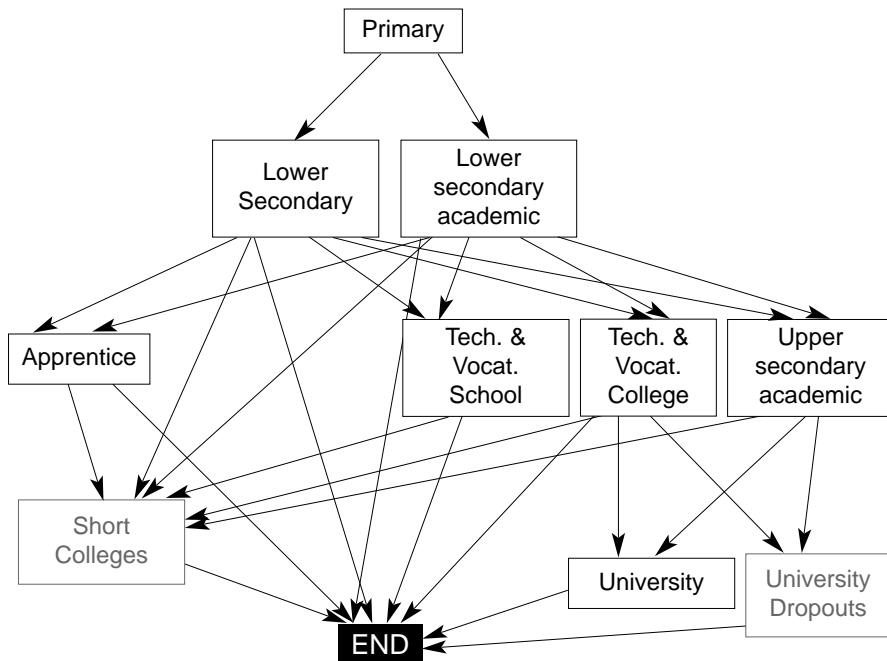 Primary
Lower
Secondary
Lower
secondary
academic
Apprentice
Tech. &
Vocat.
School
Tech. &
Vocat.
College
Upper
secondary
academic
Short
Colleges
University
University
Dropouts
END